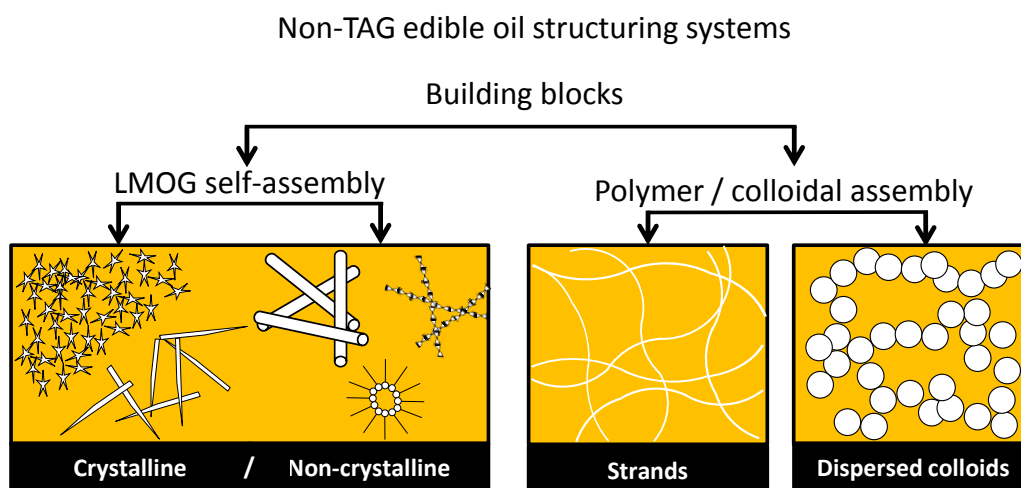 Non-TAG edible oil structuring systems
Building blocks
LMOG self-assembly
Polymer / colloidal assembly
Crystalline / Non-crystalline
Strands
Dispersed colloids